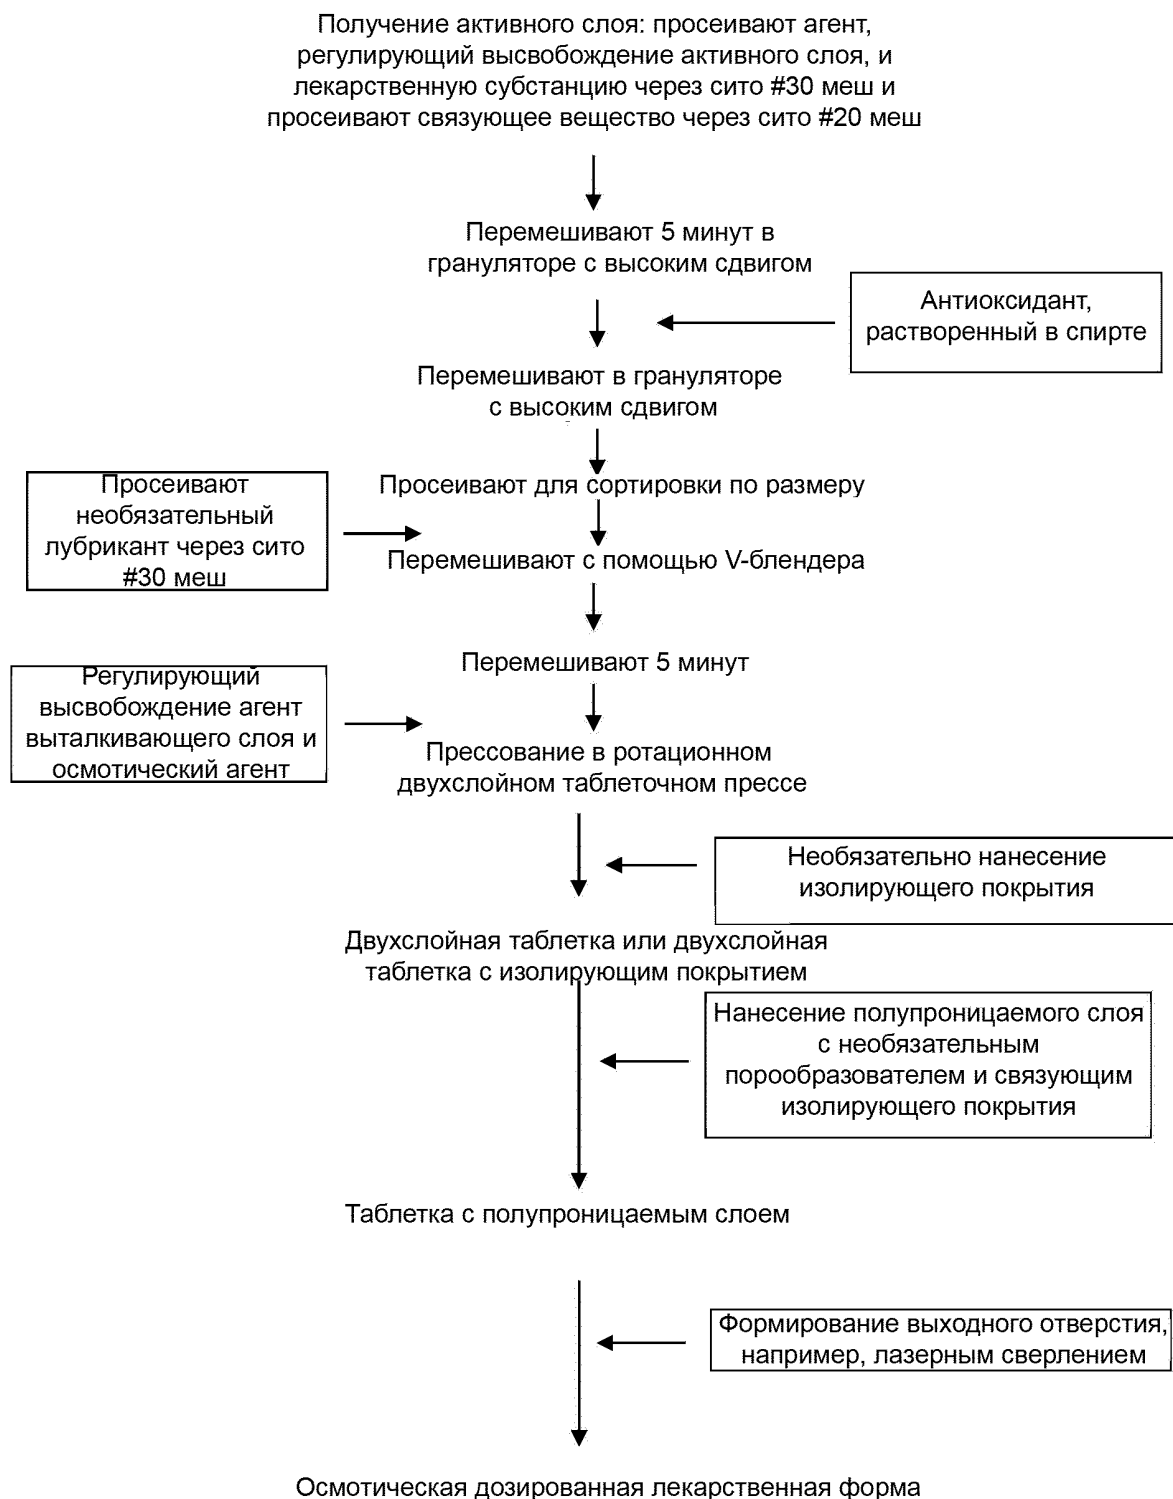 Получение активного слоя: просеивают агент,
регулирующий высвобождение активного слоя, и
лекарственную субстанцию через сито #30 меш и
просеивают связующее вещество через сито #20 меш
Перемешивают 5 минут в
грануляторе с высоким сдвигом
Антиоксидант,
растворенный в спирте
Перемешивают в грануляторе
с высоким сдвигом
Просеивают для сортировки по размеру
Просеивают
необязательный
лубрикант через сито
#30 меш
Перемешивают с помощью V-блендера
Перемешивают 5 минут
Регулирующий
высвобождение агент
выталкивающего слоя и
осмотический агент
Прессование в ротационном
двухслойном таблеточном прессе
Необязательно нанесение
изолирующего покрытия
Двухслойная таблетка или двухслойная
таблетка с изолирующим покрытием
Нанесение полупроницаемого слоя
с необязательным
порообразователем и связующим
изолирующего покрытия
Таблетка с полупроницаемым слоем
Формирование выходного отверстия,
например, лазерным сверлением
Осмотическая дозированная лекарственная форма